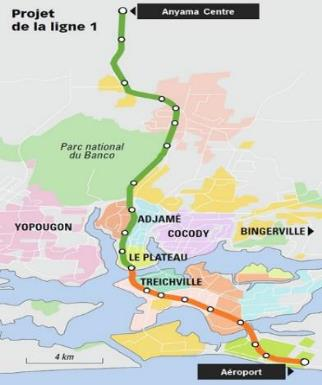 Projet
de la ligne 1
Anyama Centre
Parc national
du Banco
ADJAMÉ
YOPOUGON
COCODY
BINGERVILLE
LE PLATEAU
TREICHVILLE
4 km
Aéroport